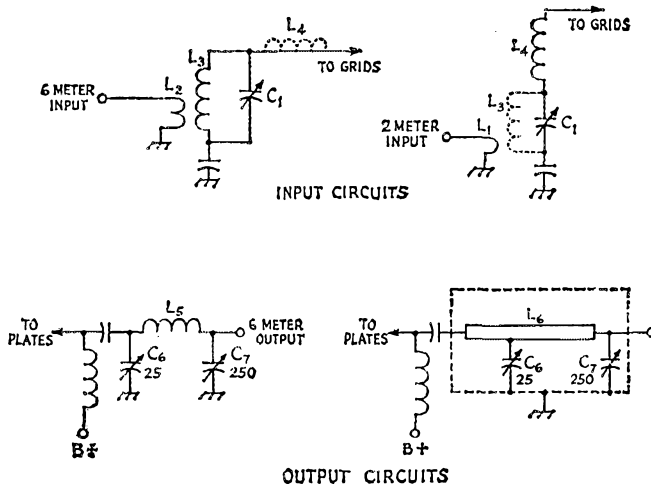 L4
L3
TO GRIDS
6 METER
INPUT
L2
C1
TO GRIDS
L4
L3
C1
2 METER
INPUT
L1
INPUT CIRCUITS
TO
PLATES
L5
6 METER
OUTPUT
C6
25
C7
250
B+
TO
PLATES
L6
C6
25
C7
250
B+
OUTPUT CIRCUITS